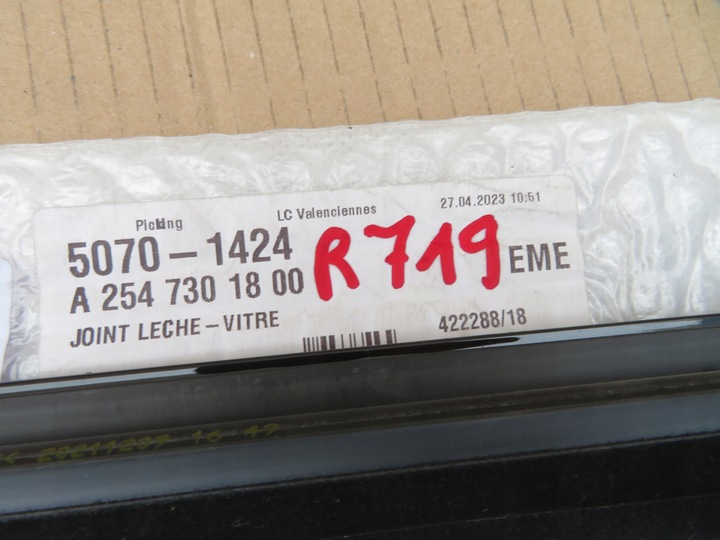 LC Valenciennes 27.04.2023 10:51
Picking
5070-1424
R719
A 254 730 18 00
EME
JOINT LECHE-VITRE
422288/18